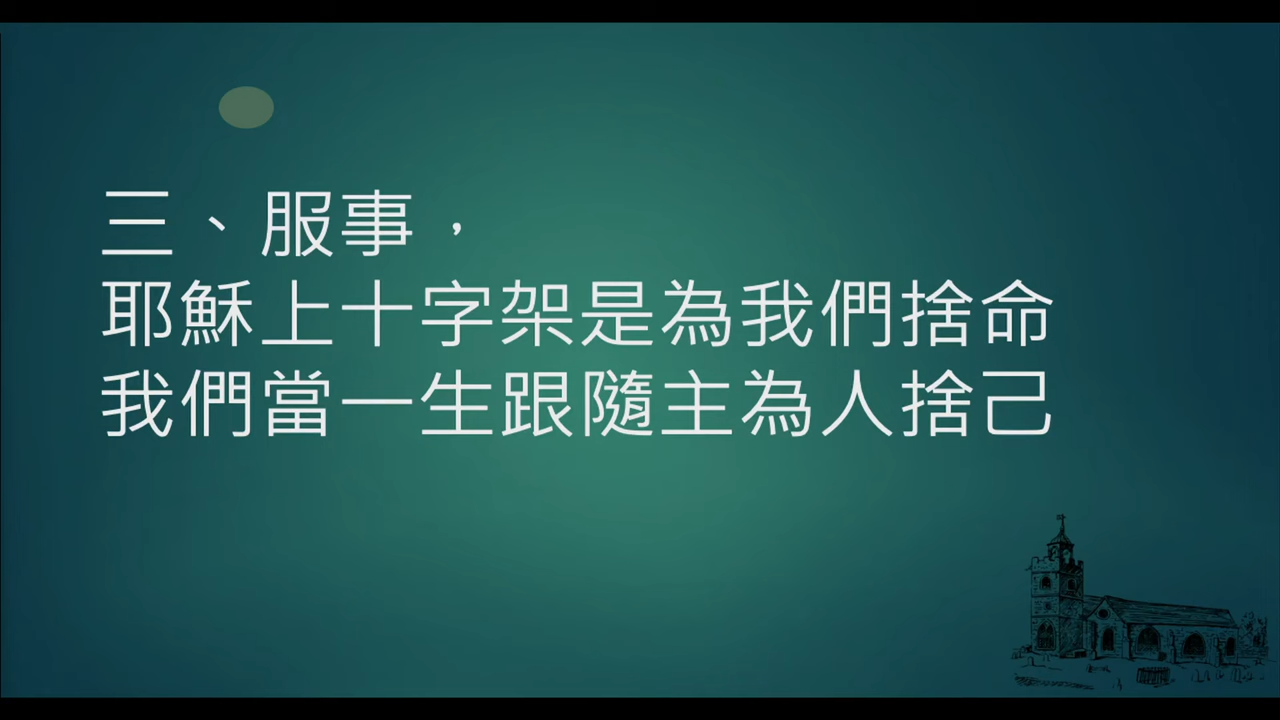 三、服事，
耶穌上十字架是為我們捨命
我們當一生跟隨主為人捨己